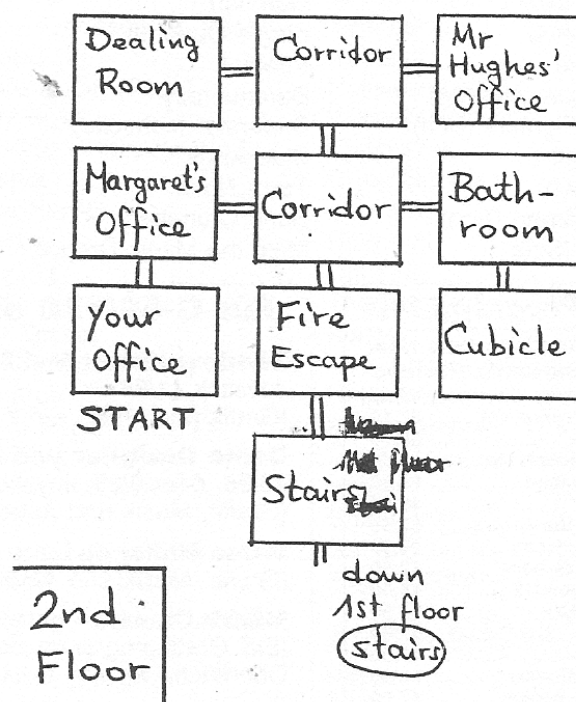 Dealing
Room
Corridor
Mr
Hughes'
Office
Margaret's
Office
Corridor
Bath-
room
Your
Office
Fire
Escape
Cubicle
START
Stairs
down
1st floor
stairs
2nd
Floor